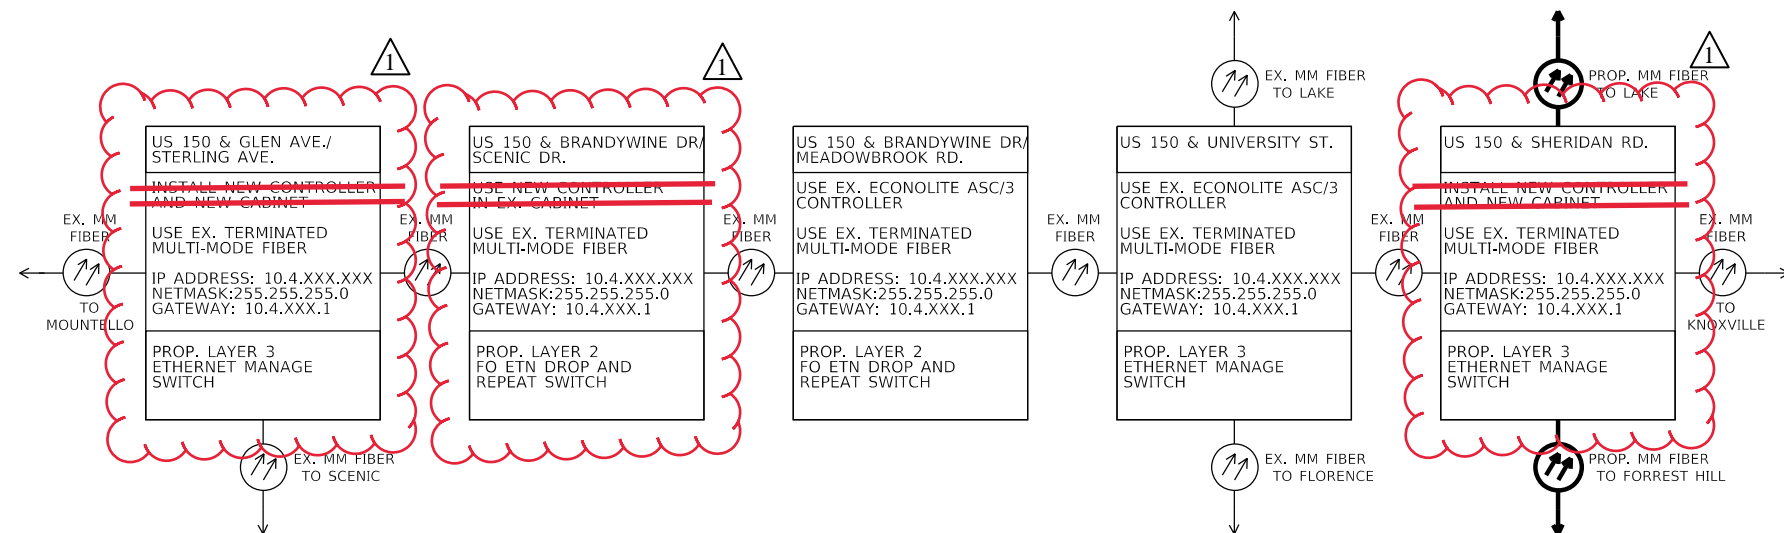 1
1
1
EX. MM FIBER
TO LAKE
PROP. MM FIBER
TO LAKE
US 150 & GLEN AVE./
STERLING AVE.
INSTALL NEW CONTROLLER
AND NEW CABINET
USE EX. TERMINATED
MULTI-MODE FIBER
IP ADDRESS: 10.4.XXX.XXX
NETMASK:255.255.255.0
GATEWAY: 10.4.XXX.1
PROP. LAYER 3
ETHERNET MANAGE
SWITCH
EX. MM
FIBER
TO
MOUNTELLO
EX. MM FIBER
TO SCENIC
EX. MM
FIBER
US 150 & BRANDYWINE DR/
SCENIC DR.
USE NEW CONTROLLER
IN EX. CABINET
USE EX. TERMINATED
MULTI-MODE FIBER
IP ADDRESS: 10.4.XXX.XXX
NETMASK:255.255.255.0
GATEWAY: 10.4.XXX.1
PROP. LAYER 2
FO ETN DROP AND
REPEAT SWITCH
EX. MM
FIBER
US 150 & BRANDYWINE DR/
MEADOWBROOK RD.
USE EX. ECONOLITE ASC/3
CONTROLLER
USE EX. TERMINATED
MULTI-MODE FIBER
IP ADDRESS: 10.4.XXX.XXX
NETMASK:255.255.255.0
GATEWAY: 10.4.XXX.1
PROP. LAYER 2
FO ETN DROP AND
REPEAT SWITCH
EX. MM
FIBER
US 150 & UNIVERSITY ST.
USE EX. ECONOLITE ASC/3
CONTROLLER
USE EX. TERMINATED
MULTI-MODE FIBER
IP ADDRESS: 10.4.XXX.XXX
NETMASK:255.255.255.0
GATEWAY: 10.4.XXX.1
PROP. LAYER 3
ETHERNET MANAGE
SWITCH
EX. MM FIBER
TO FLORENCE
EX. MM
FIBER
US 150 & SHERIDAN RD.
INSTALL NEW CONTROLLER
AND NEW CABINET
USE EX. TERMINATED
MULTI-MODE FIBER
IP ADDRESS: 10.4.XXX.XXX
NETMASK:255.255.255.0
GATEWAY: 10.4.XXX.1
PROP. LAYER 3
ETHERNET MANAGE
SWITCH
EX. MM
FIBER
TO
KNOXVILLE
PROP. MM FIBER
TO FORREST HILL